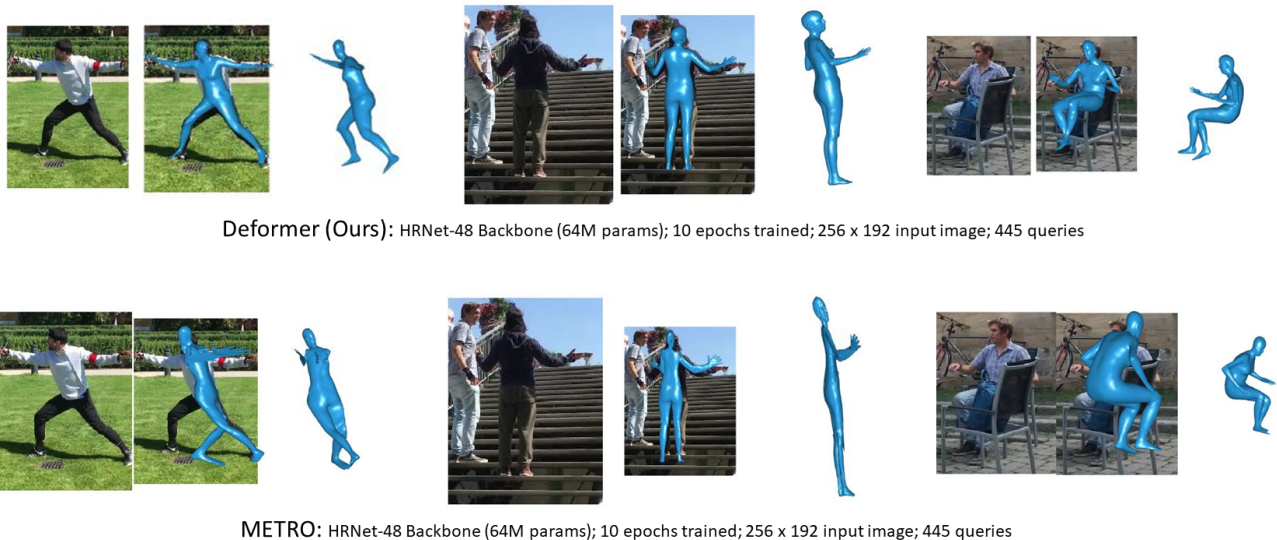 Deformer (Ours): HRNet-48 Backbone (64M params); 10 epochs trained; 256 x 192 input image; 445 queries
METRO: HRNet-48 Backbone (64M params); 10 epochs trained; 256 x 192 input image; 445 queries